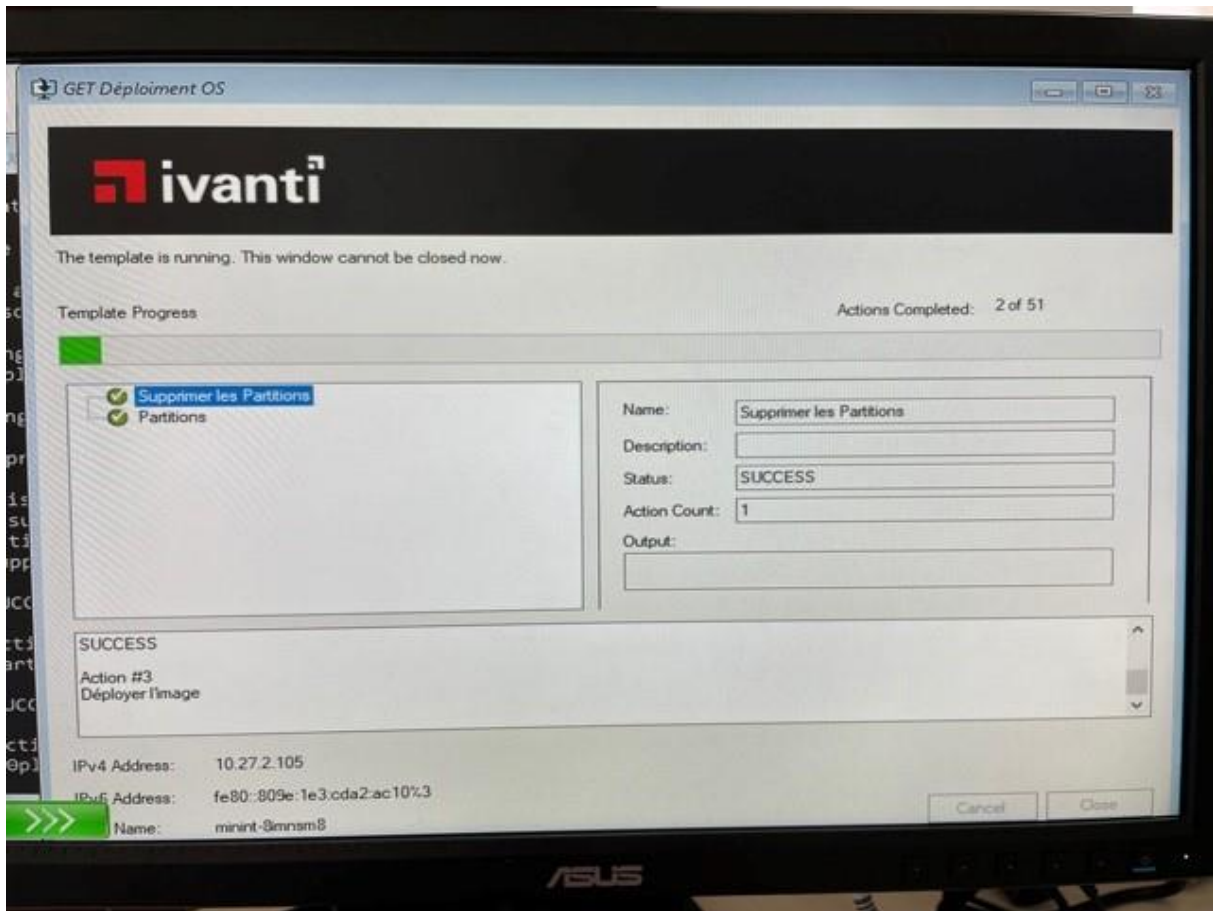 GET Déploiment OS
ivanti
The template is running. This window cannot be closed now.
Template Progress
Actions Completed: 2 of 51
Supprimer les Partitions
Partitions
Name: Supprimer les Partitions
Description:
Status: SUCCESS
Action Count: 1
Output:
SUCCESS
Action #3
Déployer l'image
IPv4 Address: 10.27.2.105
IPv6 Address: fe80::809e:1e3:cda2:ac10%3
Name: minint-8imnsm8
Cancel Close
>>>
ASUS